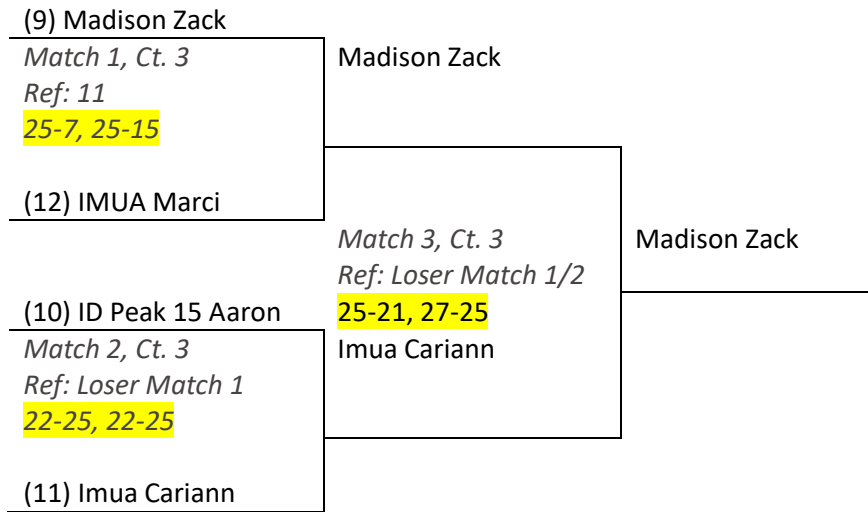 (9) Madison Zack
Match 1, Ct. 3
Ref: 11
25-7, 25-15
(12) IMUA Marci
Madison Zack
(10) ID Peak 15 Aaron
Match 2, Ct. 3
Ref: Loser Match 1
22-25, 22-25
(11) Imua Cariann
Match 3, Ct. 3
Ref: Loser Match 1/2
25-21, 27-25
Imua Cariann
Madison Zack